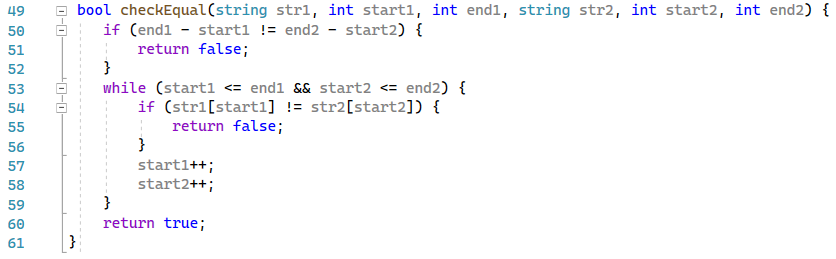 49 bool checkEqual(string str1, int start1, int end1, string str2, int start2, int end2) {
50     if (end1 - start1 != end2 - start2) {
51         return false;
52     }
53     while (start1 <= end1 && start2 <= end2) {
54         if (str1[start1] != str2[start2]) {
55             return false;
56         }
57         start1++;
58         start2++;
59     }
60     return true;
61 }